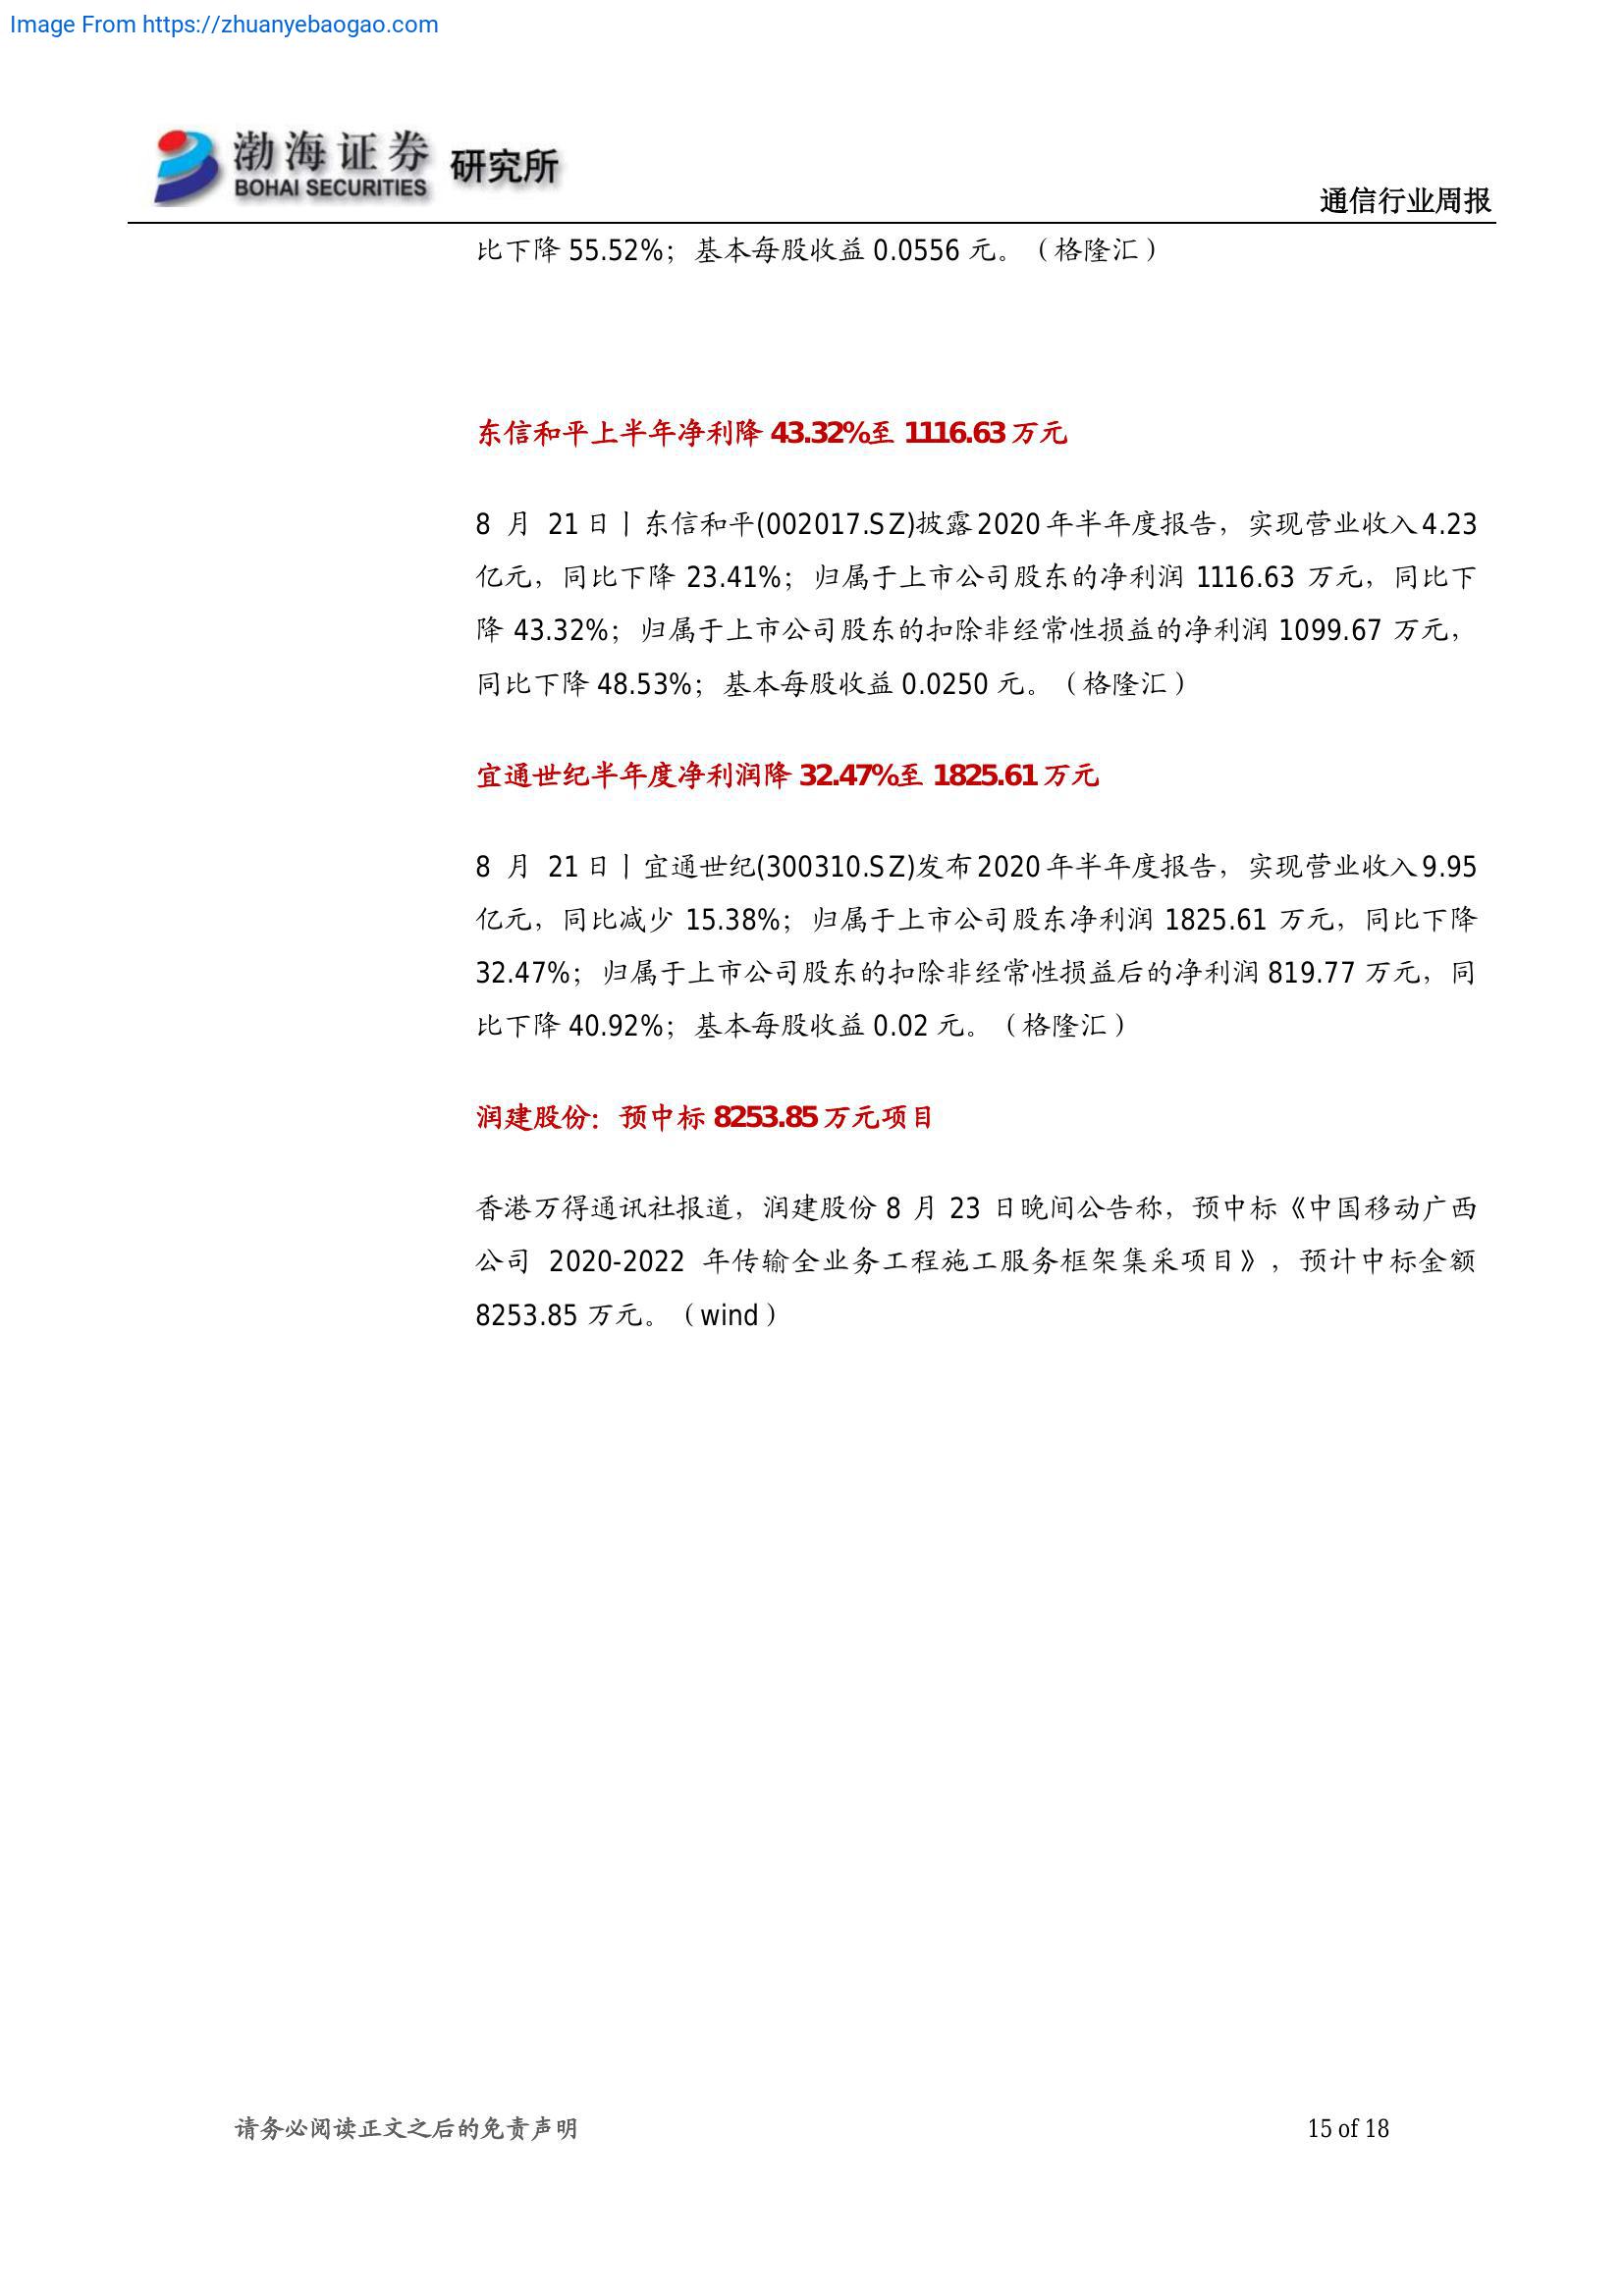 Image From https://zhuanyebaogao.com
渤海证券 研究所
BOHAI SECURITIES
通信行业周报
比下降 55.52%；基本每股收益 0.0556 元。（格隆汇）
东信和平上半年净利降 43.32%至 1116.63 万元
8 月 21 日丨东信和平(002017.SZ)披露 2020 年半年度报告，实现营业收入 4.23
亿元，同比下降 23.41%；归属于上市公司股东的净利润 1116.63 万元，同比下
降 43.32%；归属于上市公司股东的扣除非经常性损益的净利润 1099.67 万元，
同比下降 48.53%；基本每股收益 0.0250 元。（格隆汇）
宜通世纪半年度净利润降 32.47%至 1825.61 万元
8 月 21 日丨宜通世纪(300310.SZ)发布 2020 年半年度报告，实现营业收入 9.95
亿元，同比减少 15.38%；归属于上市公司股东净利润 1825.61 万元，同比下降
32.47%；归属于上市公司股东的扣除非经常性损益后的净利润 819.77 万元，同
比下降 40.92%；基本每股收益 0.02 元。（格隆汇）
润建股份：预中标 8253.85 万元项目
香港万得通讯社报道，润建股份 8 月 23 日晚间公告称，预中标《中国移动广西
公司 2020-2022 年传输全业务工程施工服务框架集采项目》，预计中标金额
8253.85 万元。（wind）
请务必阅读正文之后的免责声明
15 of 18